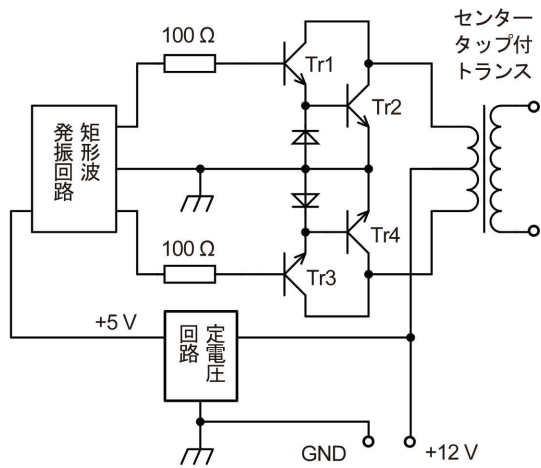 センター
タップ付
トランス
100 Ω
Tr1
Tr2
矩形波
発振回路
100 Ω
Tr3
Tr4
+5 V
定電圧
回路
GND
+12 V